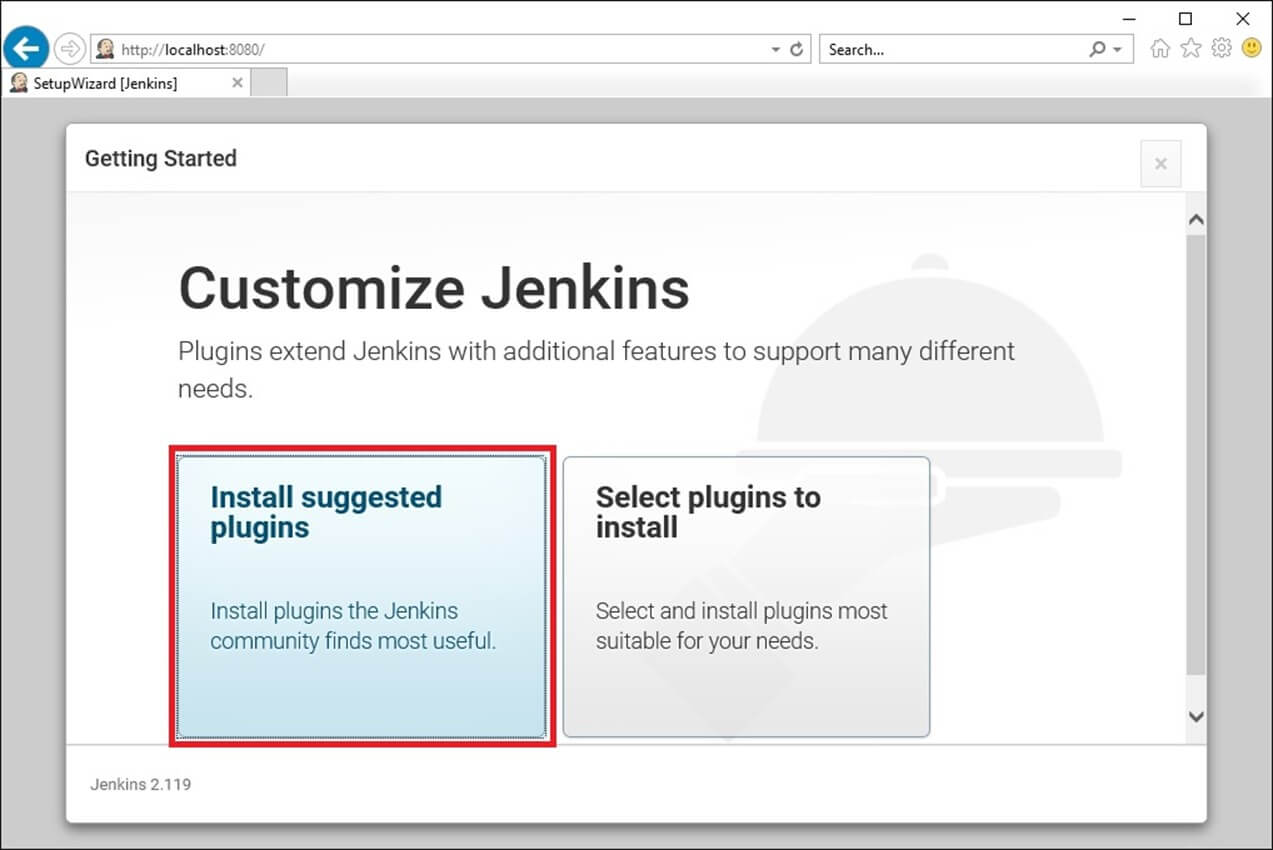 http://localhost:8080/
Search...
SetupWizard [Jenkins]
Getting Started
Customize Jenkins
Plugins extend Jenkins with additional features to support many different
needs.
Install suggested
plugins
Install plugins the Jenkins
community finds most useful.
Select plugins to
install
Select and install plugins most
suitable for your needs.
Jenkins 2.119